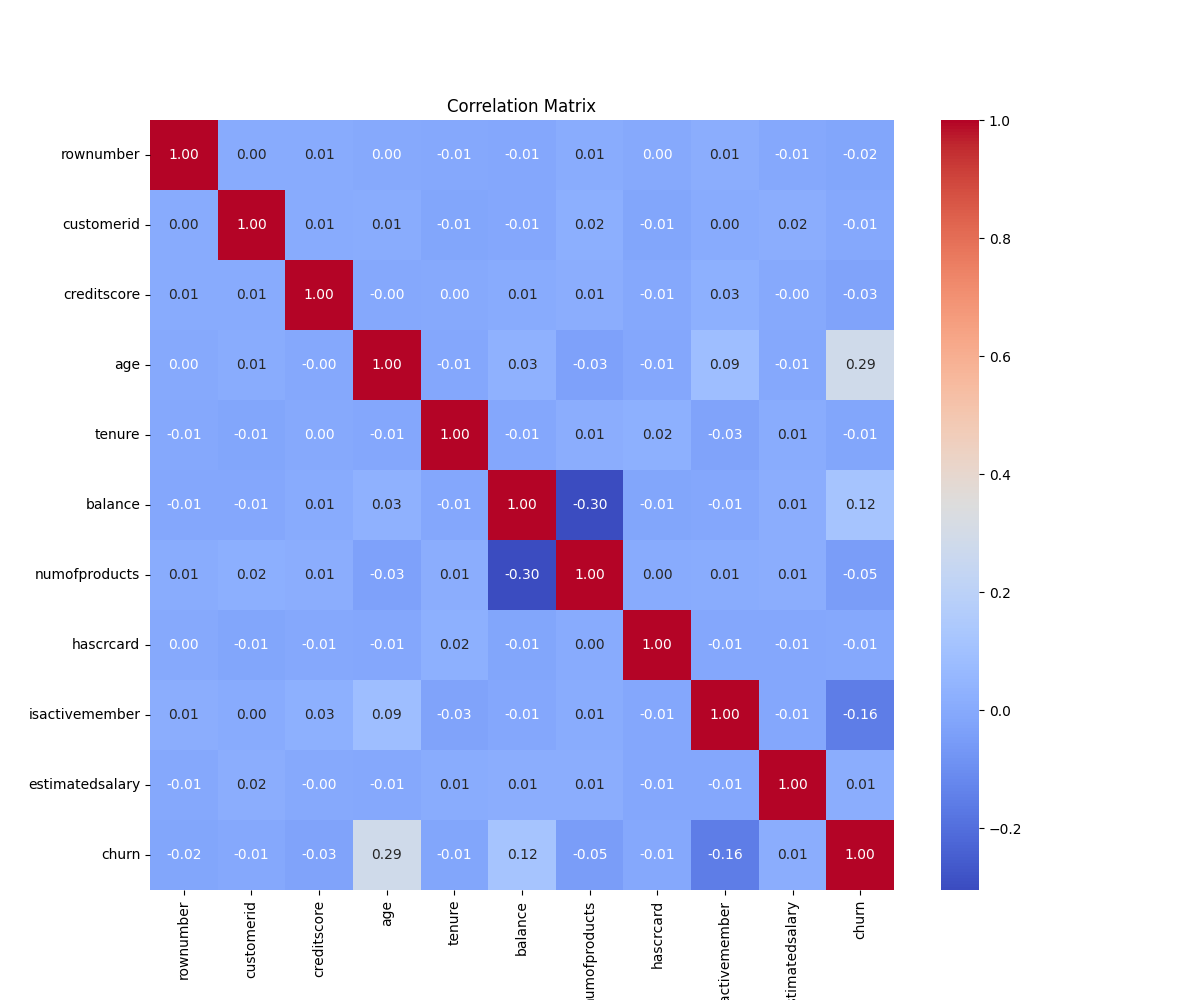 Correlation Matrix
rownumber 1.00 0.00 0.01 0.00 -0.01 -0.01 0.01 0.00 0.01 -0.01 -0.02
customerid 0.00 1.00 0.01 0.01 -0.01 -0.01 0.02 -0.01 0.00 0.02 -0.01
creditscore 0.01 0.01 1.00 -0.00 0.00 0.01 0.01 -0.01 0.03 -0.00 -0.03
age 0.00 0.01 -0.00 1.00 -0.01 0.03 -0.03 -0.01 0.09 -0.01 0.29
tenure -0.01 -0.01 0.00 -0.01 1.00 -0.01 0.01 0.02 -0.03 0.01 -0.01
balance -0.01 -0.01 0.01 0.03 -0.01 1.00 -0.30 -0.01 -0.01 0.01 0.12
numofproducts 0.01 0.02 0.01 -0.03 0.01 -0.30 1.00 0.00 0.01 0.01 -0.05
hascrcard 0.00 -0.01 -0.01 -0.01 0.02 -0.01 0.00 1.00 -0.01 -0.01 -0.01
isactivemember 0.01 0.00 0.03 0.09 -0.03 -0.01 0.01 -0.01 1.00 -0.01 -0.16
estimatedsalary -0.01 0.02 -0.00 -0.01 0.01 0.01 0.01 -0.01 -0.01 1.00 0.01
churn -0.02 -0.01 -0.03 0.29 -0.01 0.12 -0.05 -0.01 -0.16 0.01 1.00
rownumber
customerid
creditscore
age
tenure
balance
umofproducts
hascrcard
activemember
stimatedsalary
churn
1.0
0.8
0.6
0.4
0.2
0.0
−0.2